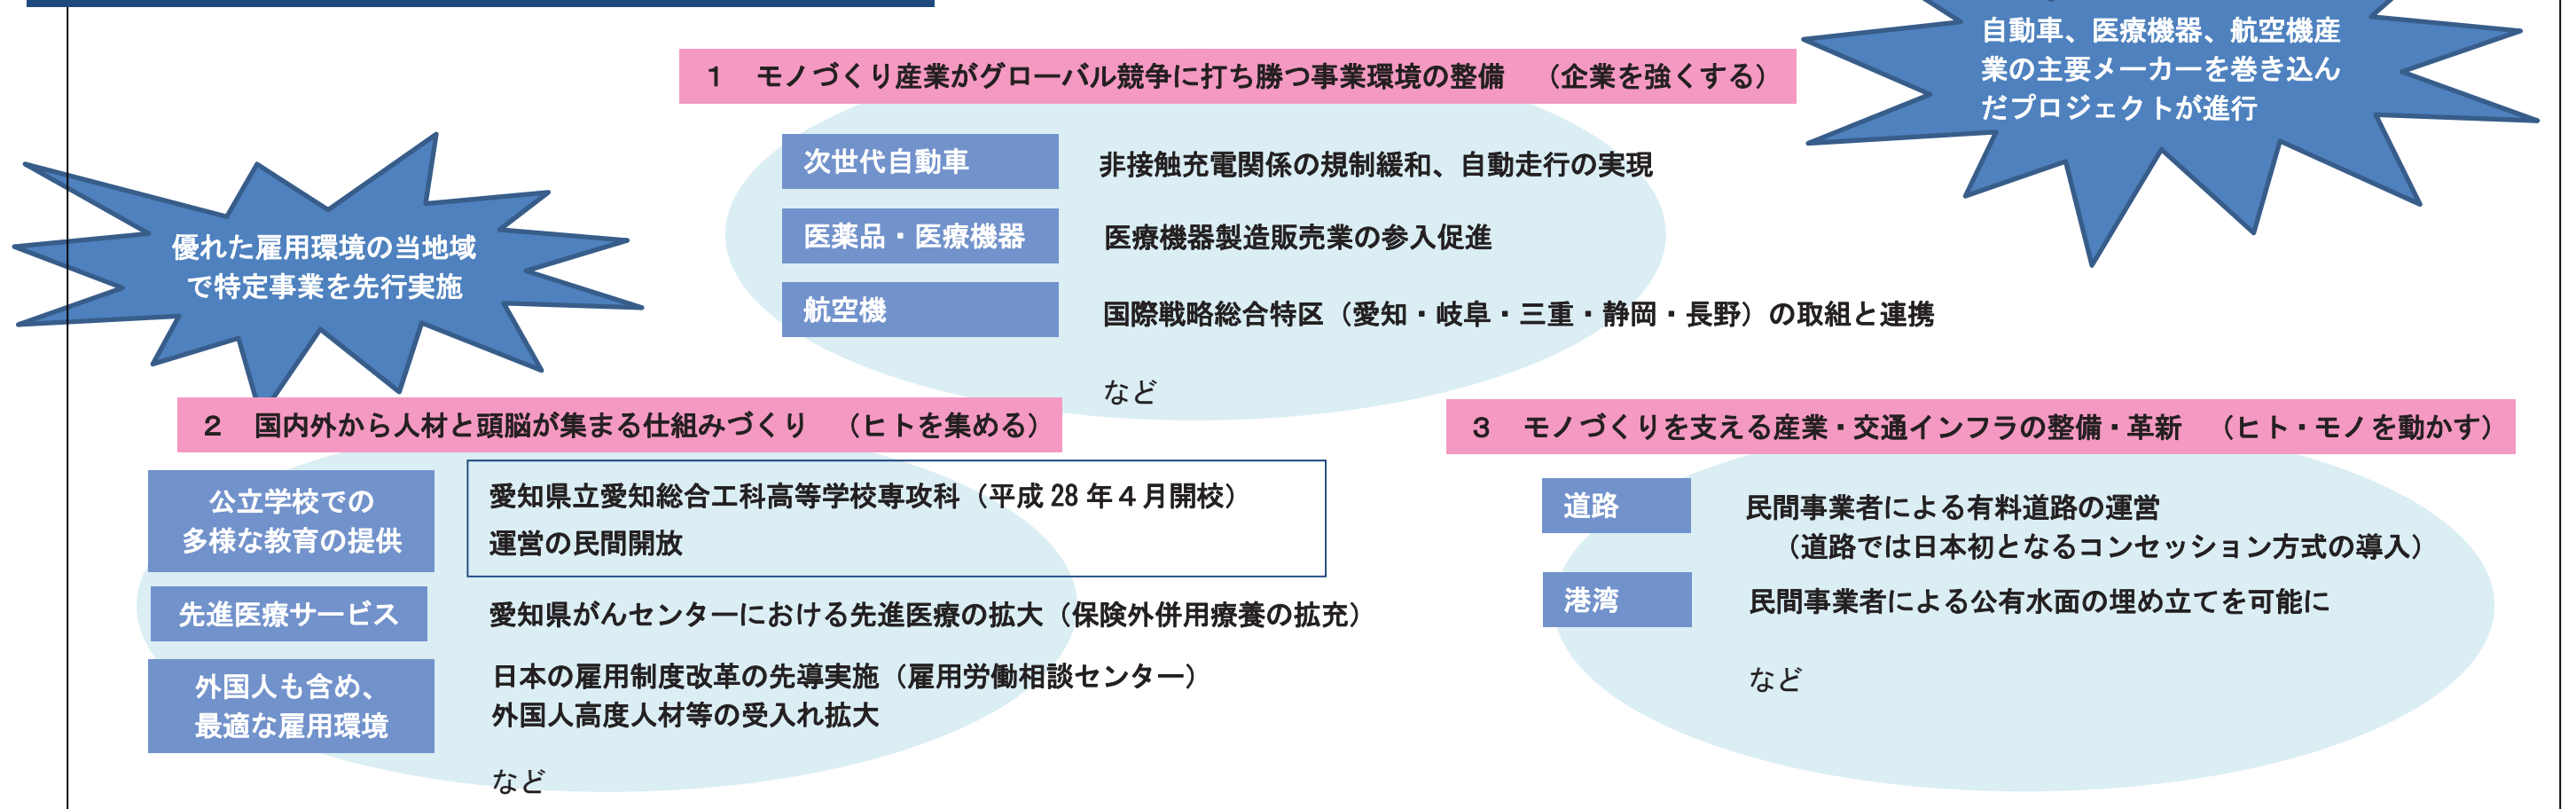 自動車、医療機器、航空機産
業の主要メーカーを巻き込ん
だプロジェクトが進行
1　モノづくり産業がグローバル競争に打ち勝つ事業環境の整備　（企業を強くする）
次世代自動車　非接触充電関係の規制緩和、自動走行の実現
医薬品・医療機器　医療機器製造販売業の参入促進
航空機　国際戦略総合特区（愛知・岐阜・三重・静岡・長野）の取組と連携
など
優れた雇用環境の当地域
で特定事業を先行実施
2　国内外から人材と頭脳が集まる仕組みづくり　（ヒトを集める）
公立学校での
多様な教育の提供
愛知県立愛知総合工科高等学校専攻科（平成 28 年 4 月開校）
運営の民間開放
先進医療サービス　愛知県がんセンターにおける先進医療の拡大（保険外併用療養の拡充）
外国人も含め、
最適な雇用環境
日本の雇用制度改革の先導実施（雇用労働相談センター）
外国人高度人材等の受入れ拡大
など
3　モノづくりを支える産業・交通インフラの整備・革新　（ヒト・モノを動かす）
道路　民間事業者による有料道路の運営
（道路では日本初となるコンセッション方式の導入）
港湾　民間事業者による公有水面の埋め立てを可能に
など